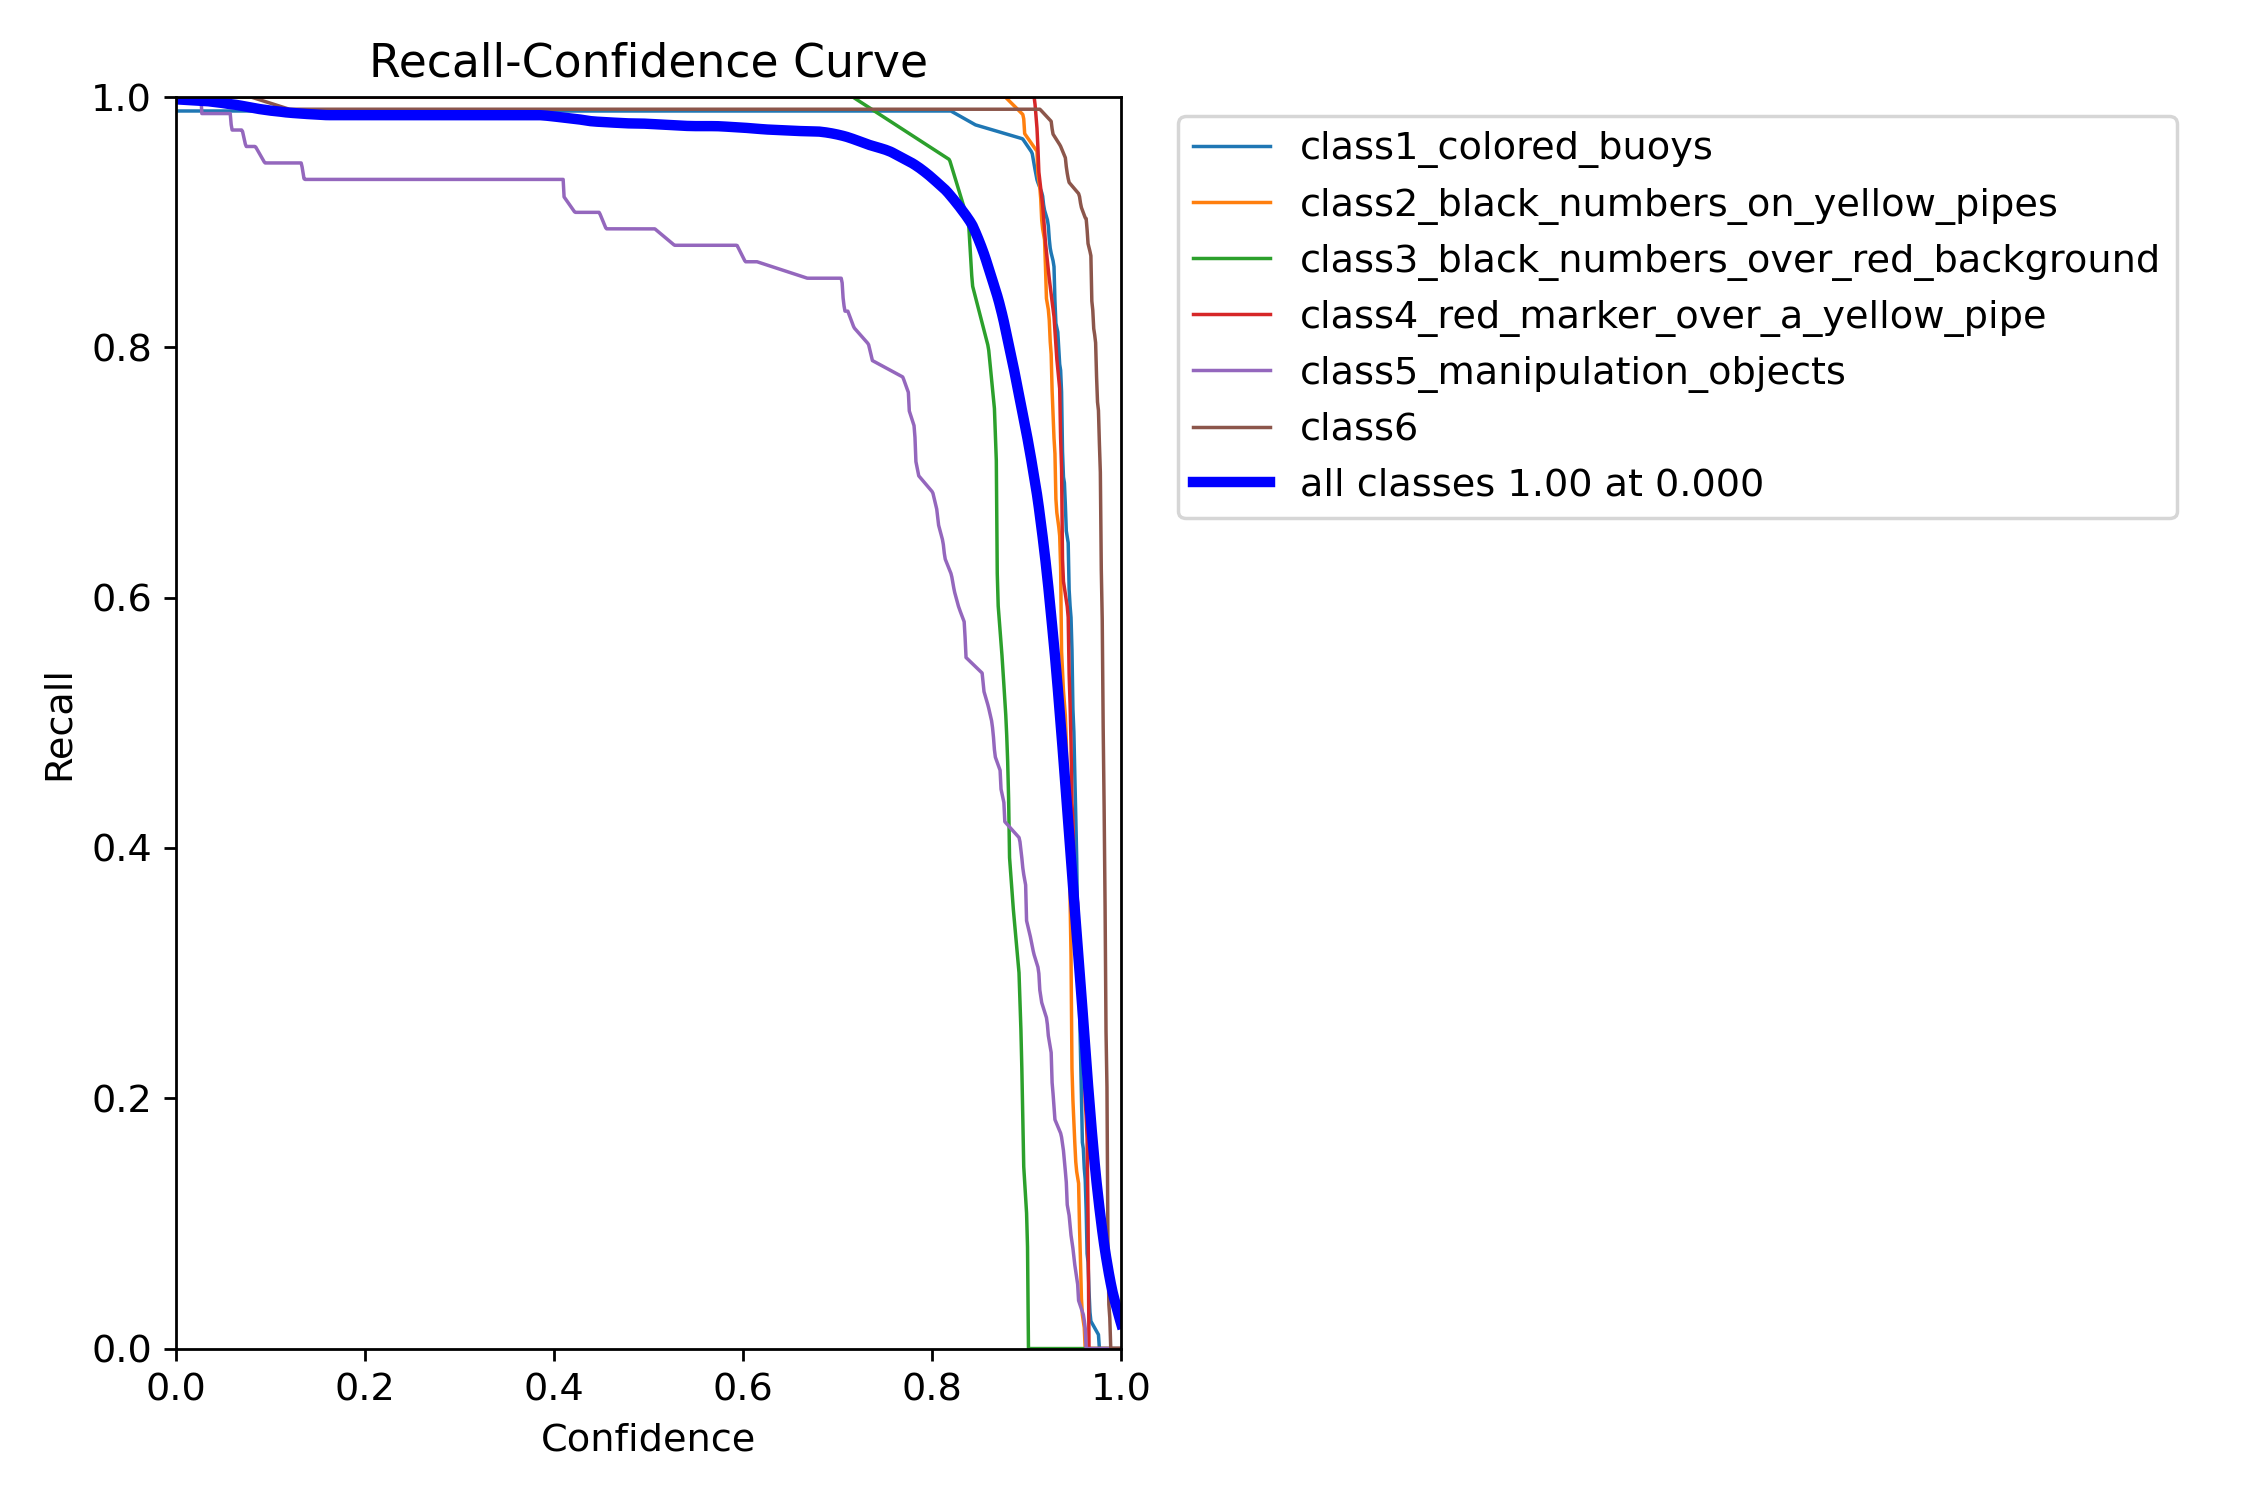 Recall-Confidence Curve
1.0
0.8
0.6
0.4
0.2
0.0
Recall
0.0 0.2 0.4 0.6 0.8 1.0
Confidence
class1_colored_buoys
class2_black_numbers_on_yellow_pipes
class3_black_numbers_over_red_background
class4_red_marker_over_a_yellow_pipe
class5_manipulation_objects
class6
all classes 1.00 at 0.000